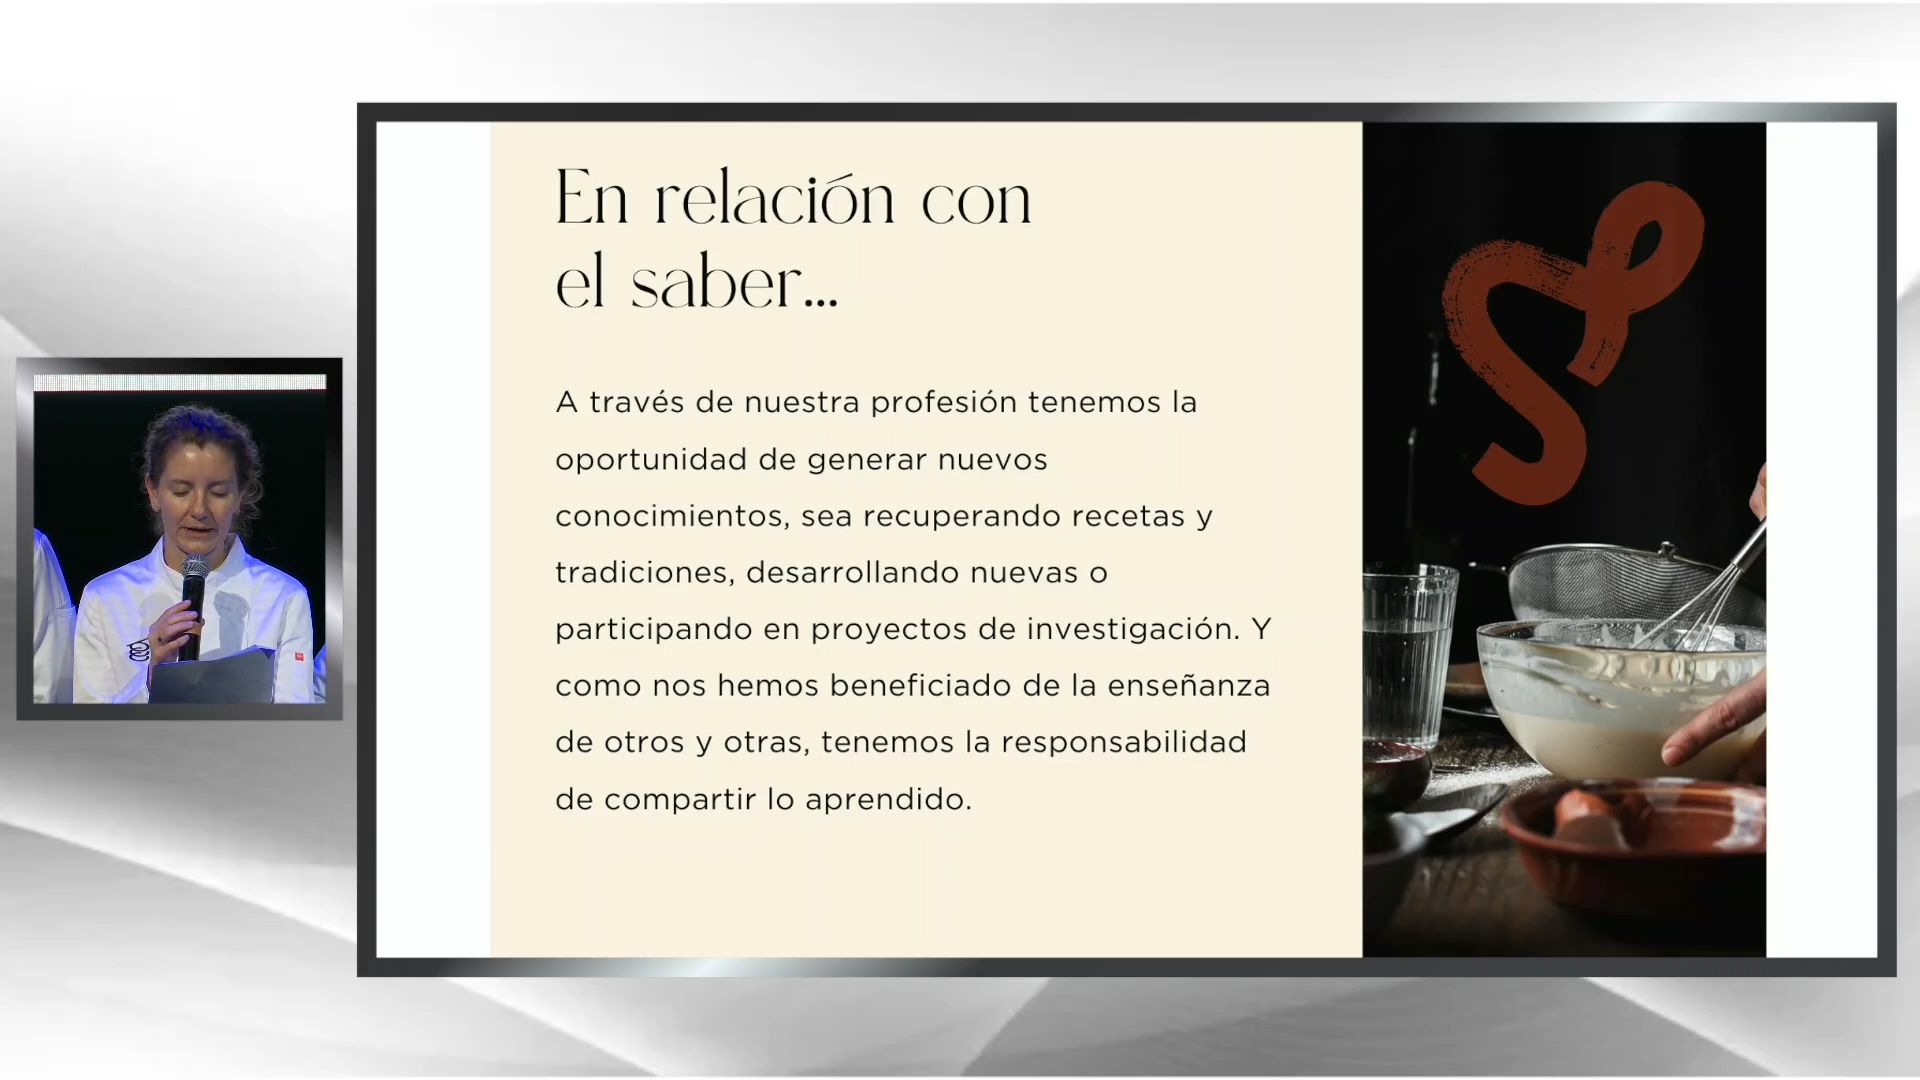 En relación con
el saber...
A través de nuestra profesión tenemos la
oportunidad de generar nuevos
conocimientos, sea recuperando recetas y
tradiciones, desarrollando nuevas o
participando en proyectos de investigación. Y
como nos hemos beneficiado de la enseñanza
de otros y otras, tenemos la responsabilidad
de compartir lo aprendido.